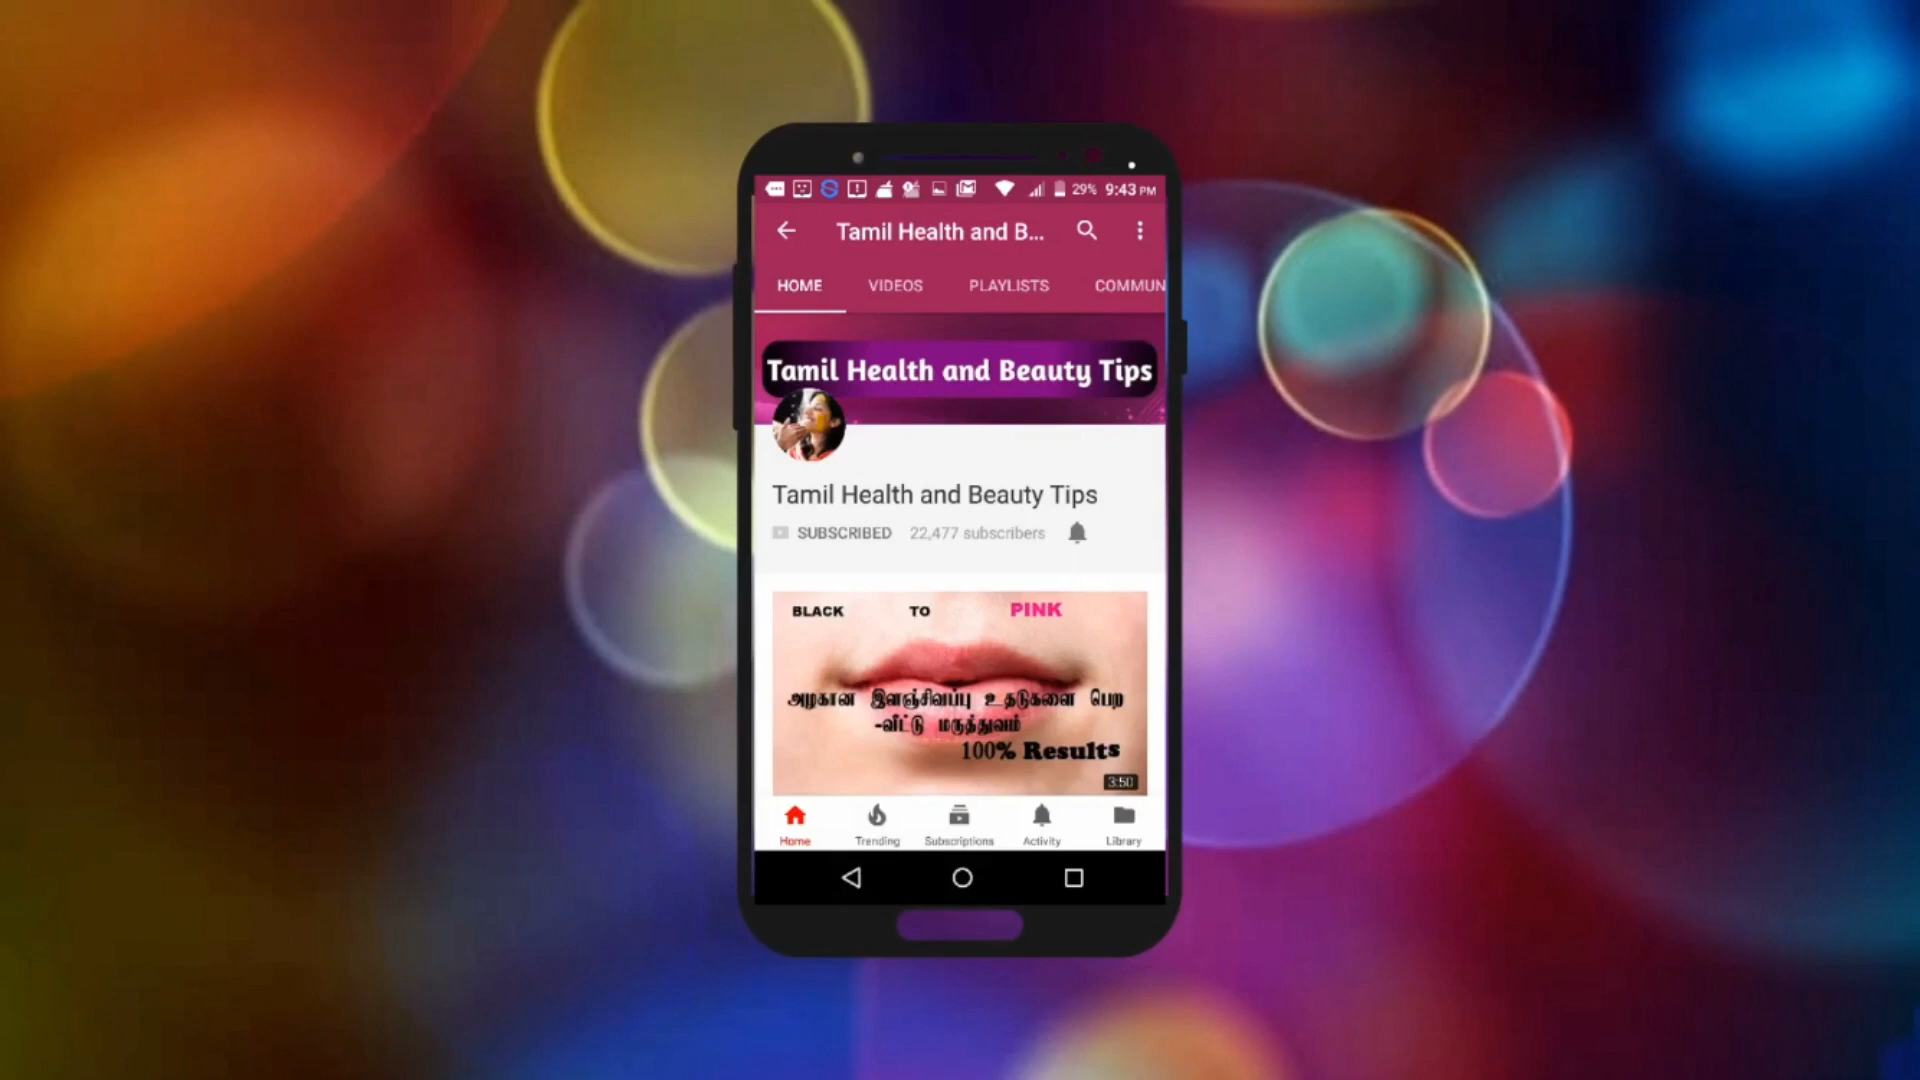 29% 9:43 PM
Tamil Health and B...
HOME VIDEOS PLAYLISTS COMMUN
Tamil Health and Beauty Tips
Tamil Health and Beauty Tips
SUBSCRIBED 22,477 subscribers
BLACK TO PINK
அழகான இளஞ்சிவப்பு உதடுகளை பெற
-வீட்டு மருத்துவம்
100% Results
3:50
Home Trending Subscriptions Activity Library